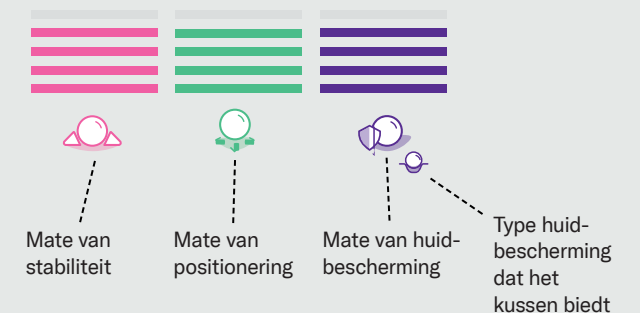 Mate van
stabiliteit
Mate van
positionering
Mate van huid-
bescherming
Type huid-
bescherming
dat het
kussen biedt